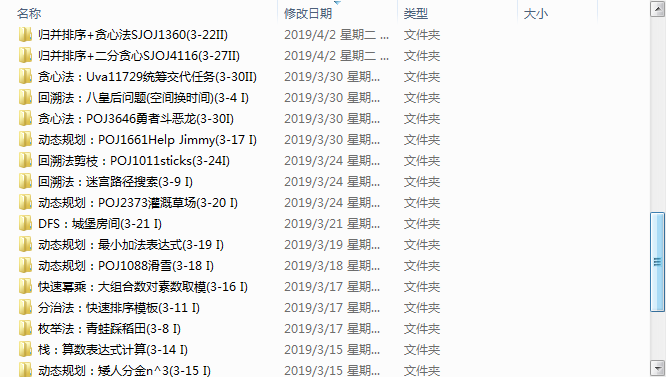 名称 修改日期 类型 大小
归并排序+贪心法SJOJ1360(3-22II) 2019/4/2 星期二 ... 文件夹
归并排序+二分贪心SJOJ4116(3-27II) 2019/4/2 星期二 ... 文件夹
贪心法：Uva11729统筹交代任务(3-30II) 2019/3/30 星期... 文件夹
回溯法：八皇后问题(空间换时间)(3-4 I) 2019/3/30 星期... 文件夹
贪心法：POJ3646勇者斗恶龙(3-30I) 2019/3/30 星期... 文件夹
动态规划：POJ1661Help Jimmy(3-17 I) 2019/3/30 星期... 文件夹
回溯法剪枝：POJ1011sticks(3-24I) 2019/3/24 星期... 文件夹
回溯法：迷宫路径搜索(3-9 I) 2019/3/24 星期... 文件夹
动态规划：POJ2373灌溉草场(3-20 I) 2019/3/24 星期... 文件夹
DFS：城堡房间(3-21 I) 2019/3/21 星期... 文件夹
动态规划：最小加法表达式(3-19 I) 2019/3/19 星期... 文件夹
动态规划：POJ1088滑雪(3-18 I) 2019/3/18 星期... 文件夹
快速幂乘：大组合数对素数取模(3-16 I) 2019/3/17 星期... 文件夹
分治法：快速排序模板(3-11 I) 2019/3/17 星期... 文件夹
枚举法：青蛙踩稻田(3-8 I) 2019/3/17 星期... 文件夹
栈：算数表达式计算(3-14 I) 2019/3/15 星期... 文件夹
动态规划：矮人分金n^3(3-15 I) 2019/3/15 星期... 文件夹